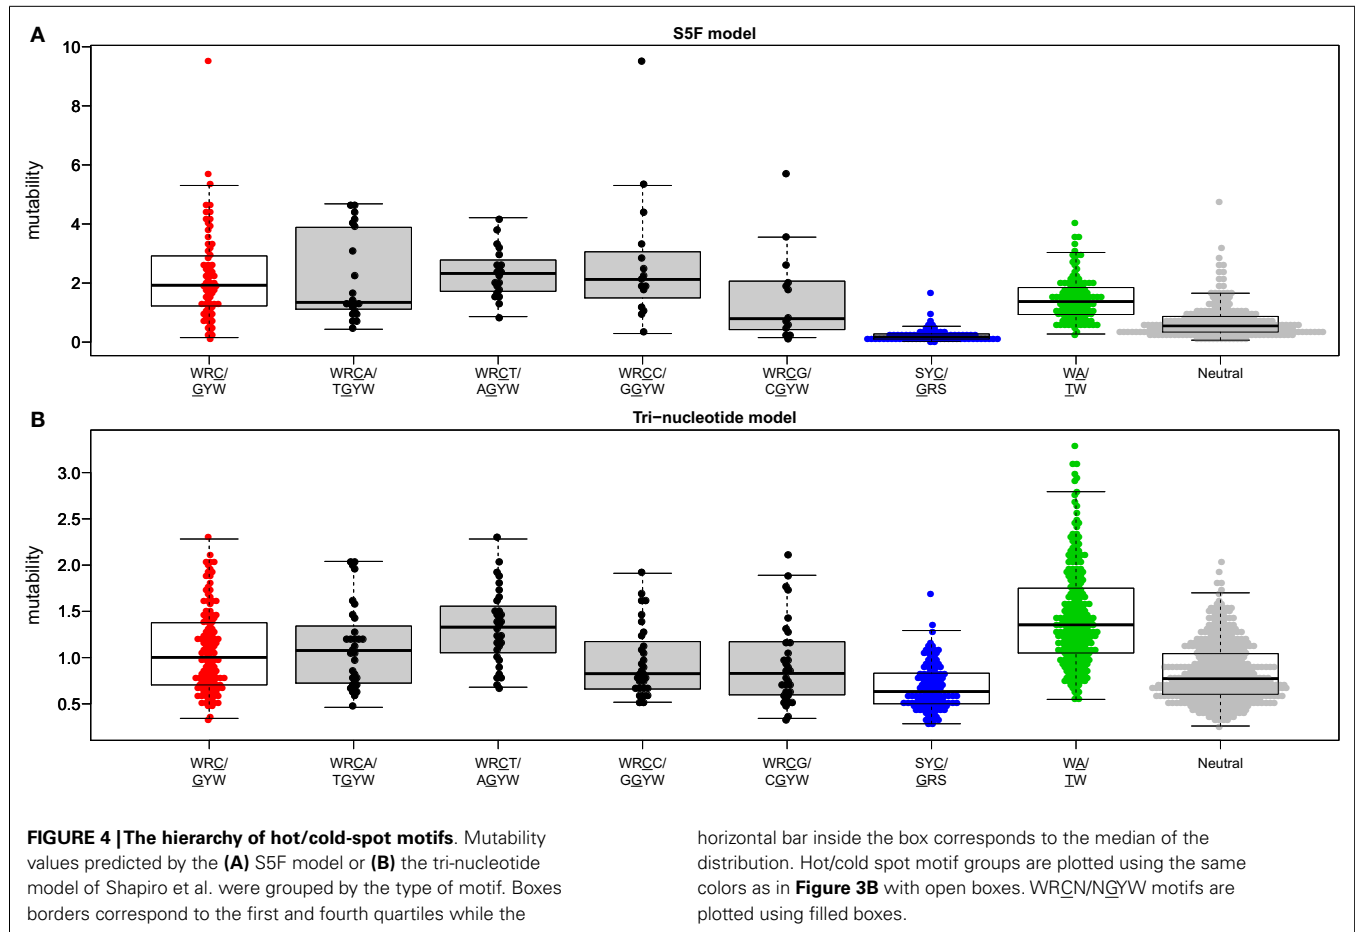 A
S5F model
10
8
6
4
2
0
mutability
WRC/ WRCA/ WRCT/ WRCC/ WRCG/ SYC/ WA/ Neutral
GYW TGYW AGYW GGYW CGYW GRS TW
B
Tri-nucleotide model
3.0
2.5
2.0
1.5
1.0
0.5
mutability
WRC/ WRCA/ WRCT/ WRCC/ WRCG/ SYC/ WA/ Neutral
GYW TGYW AGYW GGYW CGYW GRS TW
FIGURE 4 | The hierarchy of hot/cold-spot motifs. Mutability
values predicted by the (A) S5F model or (B) the tri-nucleotide
model of Shapiro et al. were grouped by the type of motif. Boxes
borders correspond to the first and fourth quartiles while the
horizontal bar inside the box corresponds to the median of the
distribution. Hot/cold spot motif groups are plotted using the same
colors as in Figure 3B with open boxes. WRCN/NGYW motifs are
plotted using filled boxes.